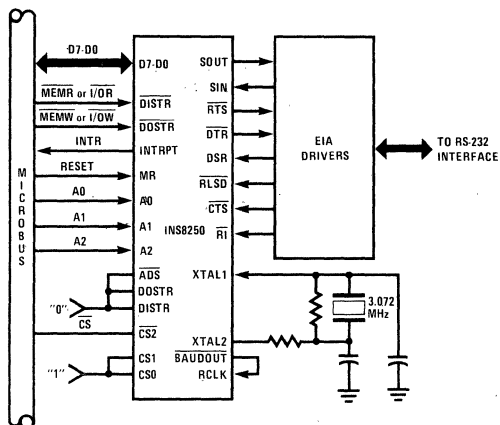 MICROBUS
D7-D0
MEMR or I/OR
MEMW or I/OW
INTR
RESET
A0
A1
A2
"0"
CS
"1"
D7-D0
DISTR
DOSTR
INTRPT
MR
A0
A1
A2
ADS
DOSTR
DISTR
CS2
CS1
CS0
INS8250
SOUT
SIN
RTS
DTR
DSR
RLSD
CTS
RI
XTAL1
XTAL2
BAUDOUT
RCLK
EIA
DRIVERS
TO RS-232
INTERFACE
3.072
MHz